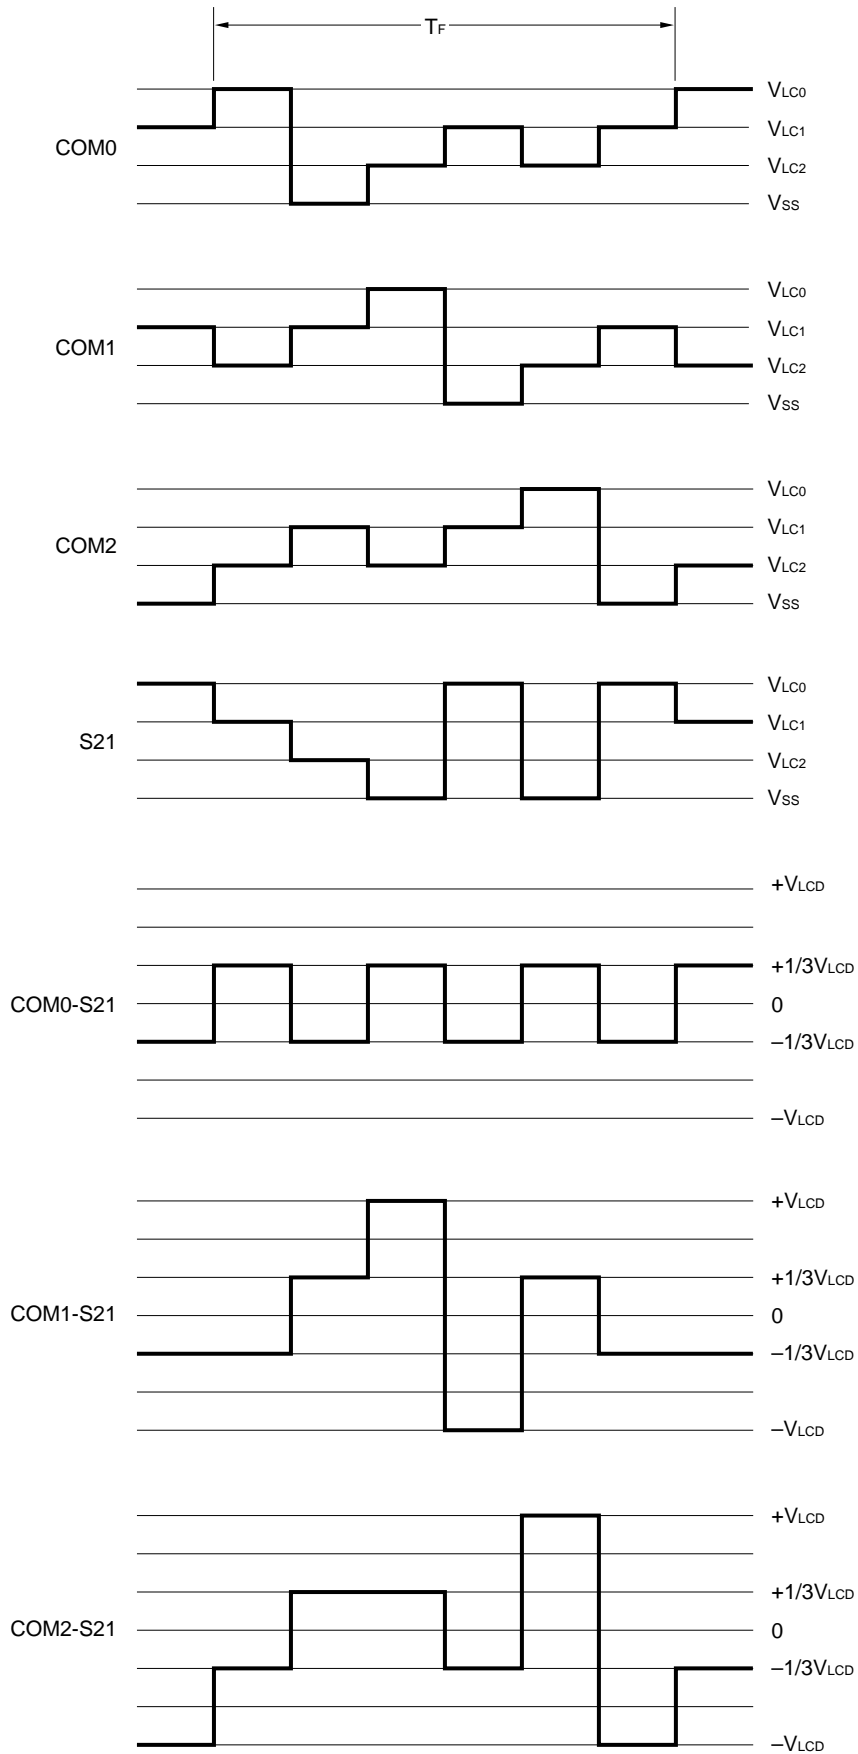 TF
COM0
VLC0
VLC1
VLC2
VSS
COM1
VLC0
VLC1
VLC2
VSS
COM2
VLC0
VLC1
VLC2
VSS
S21
VLC0
VLC1
VLC2
VSS
COM0-S21
+VLCD
+1/3VLCD
0
–1/3VLCD
–VLCD
COM1-S21
+VLCD
+1/3VLCD
0
–1/3VLCD
–VLCD
COM2-S21
+VLCD
+1/3VLCD
0
–1/3VLCD
–VLCD